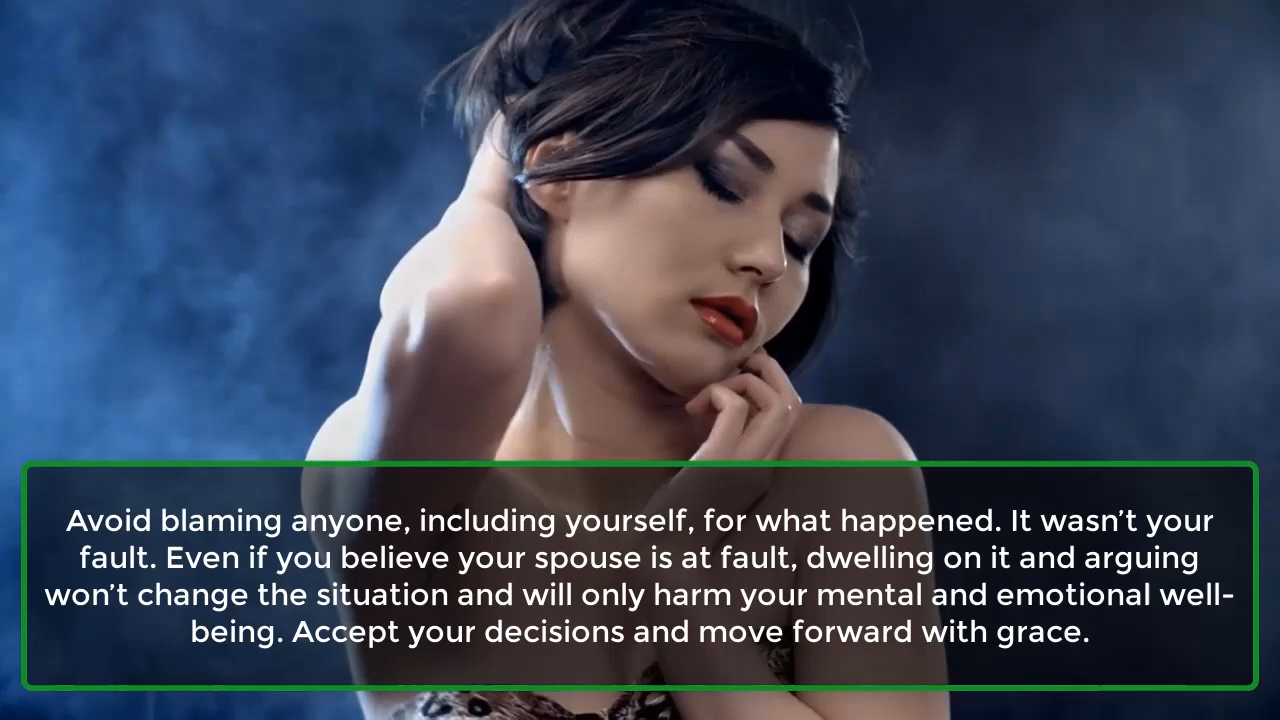 Avoid blaming anyone, including yourself, for what happened. It wasn’t your
fault. Even if you believe your spouse is at fault, dwelling on it and arguing
won’t change the situation and will only harm your mental and emotional well-
being. Accept your decisions and move forward with grace.